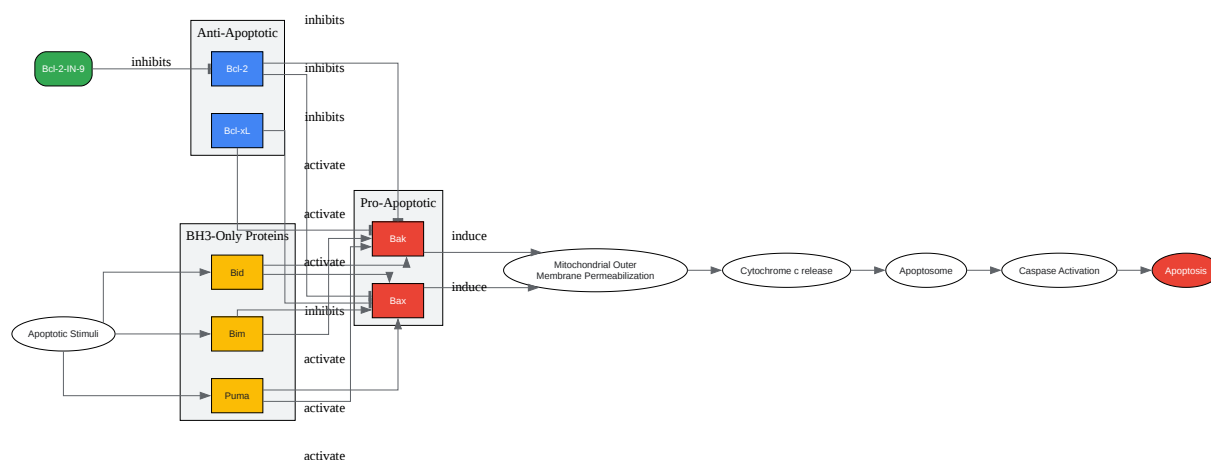 inhibits
Anti-Apoptotic
Bcl-2-IN-9
inhibits
Bcl-2
inhibits
Bcl-xL
inhibits
activate
Pro-Apoptotic
activate
BH3-Only Proteins
Bak
induce
Bid
activate
Mitochondrial Outer
Membrane Permeabilization
Cytochrome c release
Apoptosome
Caspase Activation
Apoptosis
Bax
induce
inhibits
Apoptotic Stimuli
Bim
activate
Puma
activate
activate